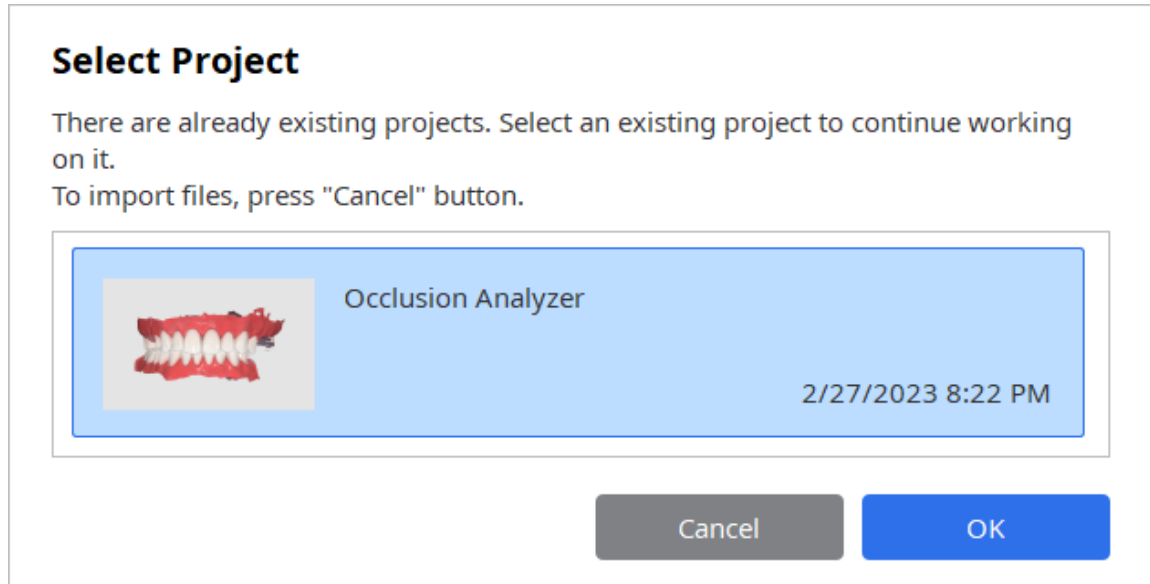 Select Project
There are already existing projects. Select an existing project to continue working
on it.
To import files, press "Cancel" button.
Occlusion Analyzer
2/27/2023 8:22 PM
Cancel
OK